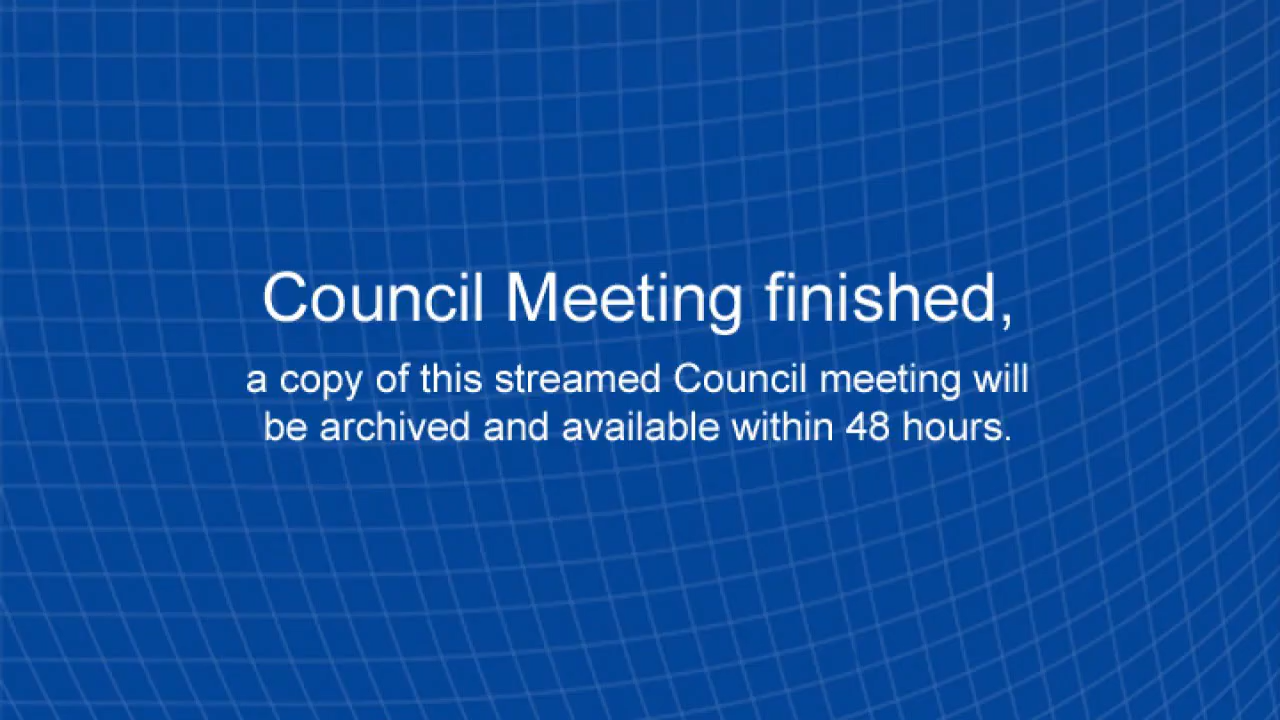 Council Meeting finished,
a copy of this streamed Council meeting will
be archived and available within 48 hours.